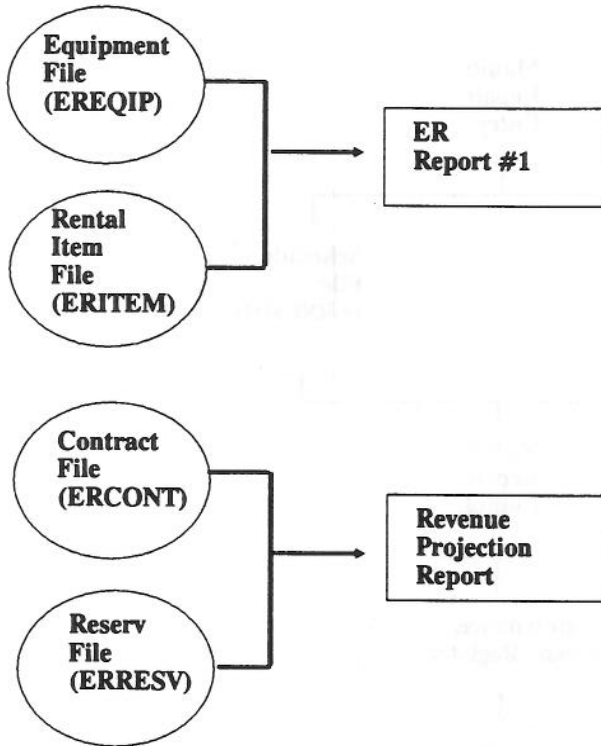 Equipment
File
(EREQIP)
ER
Report #1
Rental
Item
File
(ERITEM)
Contract
File
(ERCONT)
Revenue
Projection
Report
Reserv
File
(ERRESV)